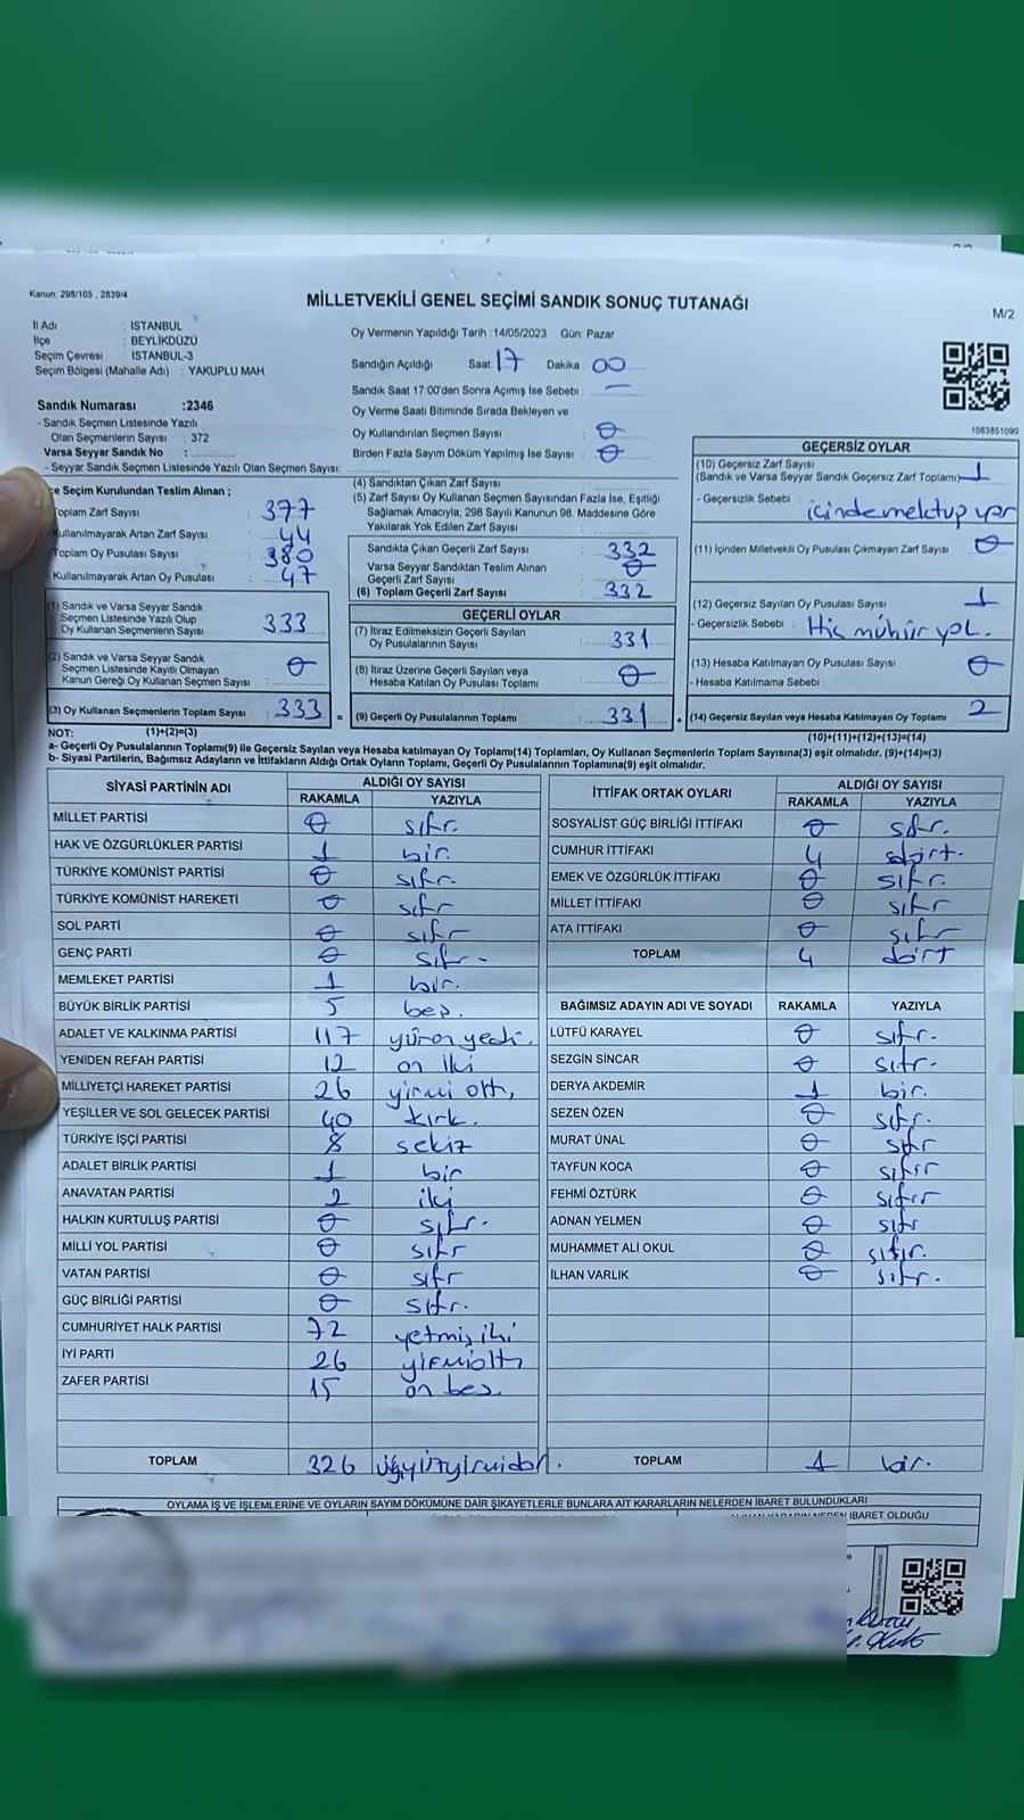 Kanun: 298/105 , 2839/4
MİLLETVEKİLİ GENEL SEÇİMİ SANDIK SONUÇ TUTANAĞI
M/2
İl Adı : İSTANBUL
İlçe : BEYLİKDÜZÜ
Seçim Çevresi : İSTANBUL-3
Seçim Bölgesi (Mahalle Adı) : YAKUPLU MAH
Sandık Numarası :2346
- Sandık Seçmen Listesinde Yazılı
Olan Seçmenlerin Sayısı : 372
Varsa Seyyar Sandık No :
- Seyyar Sandık Seçmen Listesinde Yazılı Olan Seçmen Sayısı:
Oy Vermenin Yapıldığı Tarih :14/05/2023 Gün: Pazar
Sandığın Açıldığı Saat 17 Dakika 00
Sandık Saat 17:00'den Sonra Açımış İse Sebebi : —
Oy Verme Saati Bitiminde Sırada Bekleyen ve
Oy Kullandırılan Seçmen Sayısı : 0
Birden Fazla Sayım Döküm Yapılmış İse Sayısı : 0
1083851090
Seçim Kurulundan Teslim Alınan ;
Toplam Zarf Sayısı : 377
Kullanılmayarak Artan Zarf Sayısı : 44
Toplam Oy Pusulası Sayısı : 380
Kullanılmayarak Artan Oy Pusulası : 47
(1) Sandık ve Varsa Seyyar Sandık
Seçmen Listesinde Yazılı Olup
Oy Kullanan Seçmenlerin Sayısı : 333
(2) Sandık ve Varsa Seyyar Sandık
Seçmen Listesinde Kayıtlı Olmayan
Kanun Gereği Oy Kullanan Seçmen Sayısı : 0
(3) Oy Kullanan Seçmenlerin Toplam Sayısı : 333 =
(4) Sandıktan Çıkan Zarf Sayısı :
(5) Zarf Sayısı Oy Kullanan Seçmen Sayısından Fazla İse, Eşitliği
Sağlamak Amacıyla; 298 Sayılı Kanunun 98. Maddesine Göre
Yakılarak Yok Edilen Zarf Sayısı :
Sandıkta Çıkan Geçerli Zarf Sayısı : 332
Varsa Seyyar Sandıktan Teslim Alınan
Geçerli Zarf Sayısı : 0
(6) Toplam Geçerli Zarf Sayısı : 332
GEÇERLİ OYLAR
(7) İtiraz Edilmeksizin Geçerli Sayılan
Oy Pusulalarının Sayısı : 331
(8) İtiraz Üzerine Geçerli Sayılan veya
Hesaba Katılan Oy Pusulası Toplamı : 0
(9) Geçerli Oy Pusulalarının Toplamı : 331 +
GEÇERSİZ OYLAR
(10) Geçersiz Zarf Sayısı
(Sandık ve Varsa Seyyar Sandık Geçersiz Zarf Toplamı) 1
- Geçersizlik Sebebi : içinde mektup var
(11) İçinden Milletvekili Oy Pusulası Çıkmayan Zarf Sayısı : 0
(12) Geçersiz Sayılan Oy Pusulası Sayısı : 1
- Geçersizlik Sebebi : Hiç mühür yok.
(13) Hesaba Katılmayan Oy Pusulası Sayısı : 0
- Hesaba Katılmama Sebebi :
(14) Geçersiz Sayılan veya Hesaba Katılmayan Oy Toplamı : 2
NOT: (1)+(2)=(3)
(10)+(11)+(12)+(13)=(14)
a- Geçerli Oy Pusulalarının Toplamı(9) ile Geçersiz Sayılan veya Hesaba katılmayan Oy Toplamı(14) Toplamları, Oy Kullanan Seçmenlerin Toplam Sayısına(3) eşit olmalıdır. (9)+(14)=(3)
b- Siyasi Partilerin, Bağımsız Adayların ve İttifakların Aldığı Ortak Oyların Toplamı, Geçerli Oy Pusulalarının Toplamına(9) eşit olmalıdır.
SİYASİ PARTİNİN ADI ALDIĞI OY SAYISI
RAKAMLA YAZIYLA
MİLLET PARTİSİ 0 sıfır.
HAK VE ÖZGÜRLÜKLER PARTİSİ 1 bir.
TÜRKİYE KOMÜNİST PARTİSİ 0 sıfır.
TÜRKİYE KOMÜNİST HAREKETİ 0 sıfır
SOL PARTİ 0 sıfır
GENÇ PARTİ 0 sıfır
MEMLEKET PARTİSİ 1 bir.
BÜYÜK BİRLİK PARTİSİ 5 beş.
ADALET VE KALKINMA PARTİSİ 117 yüzonyedi.
YENİDEN REFAH PARTİSİ 12 on iki
MİLLİYETÇİ HAREKET PARTİSİ 26 yirmi altı,
YEŞİLLER VE SOL GELECEK PARTİSİ 40 kırk.
TÜRKİYE İŞÇİ PARTİSİ 8 sekiz
ADALET BİRLİK PARTİSİ 1 bir
ANAVATAN PARTİSİ 2 iki
HALKIN KURTULUŞ PARTİSİ 0 sıfır.
MİLLİ YOL PARTİSİ 0 sıfır
VATAN PARTİSİ 0 sıfır
GÜÇ BİRLİĞİ PARTİSİ 0 sıfır.
CUMHURİYET HALK PARTİSİ 72 yetmiş iki
İYİ PARTİ 26 yirmialtı
ZAFER PARTİSİ 15 on beş
TOPLAM 326
İTTİFAK ORTAK OYLARI ALDIĞI OY SAYISI
RAKAMLA YAZIYLA
SOSYALİST GÜÇ BİRLİĞİ İTTİFAKI 0 sıfır.
CUMHUR İTTİFAKI 4 dört.
EMEK VE ÖZGÜRLÜK İTTİFAKI 0 sıfır.
MİLLET İTTİFAKI 0 sıfır
ATA İTTİFAKI 0 sıfır
TOPLAM 4 dört
BAĞIMSIZ ADAYIN ADI VE SOYADI RAKAMLA YAZIYLA
LÜTFÜ KARAYEL 0 sıfır.
SEZGİN SİNCAR 0 sıfır.
DERYA AKDEMİR 1 bir.
SEZEN ÖZEN 0 sıfır.
MURAT ÜNAL 0 sıfır
TAYFUN KOCA 0 sıfır
FEHMİ ÖZTÜRK 0 sıfır
ADNAN YELMEN 0 sıfır
MUHAMMET ALİ OKUL 0 sıfır.
İLHAN VARLIK 0 sıfır.
TOPLAM 1 bir.
OYLAMA İŞ VE İŞLEMLERİNE VE OYLARIN SAYIM DÖKÜMÜNE DAİR ŞİKAYETLERLE BUNLARA AİT KARARLARIN NELERDEN İBARET BULUNDUKLARI
İBARET OLDUĞU